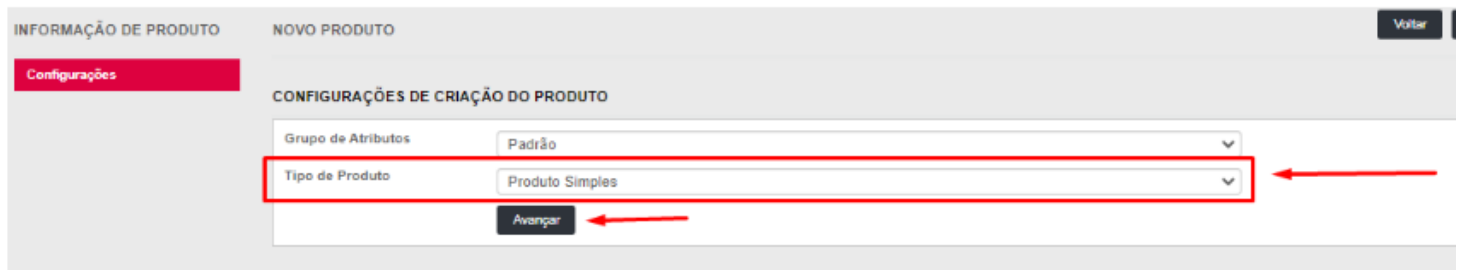 INFORMAÇÃO DE PRODUTO
Configurações
NOVO PRODUTO
Voltar
CONFIGURAÇÕES DE CRIAÇÃO DO PRODUTO
Grupo de Atributos Padrão
Tipo de Produto Produto Simples
Avançar